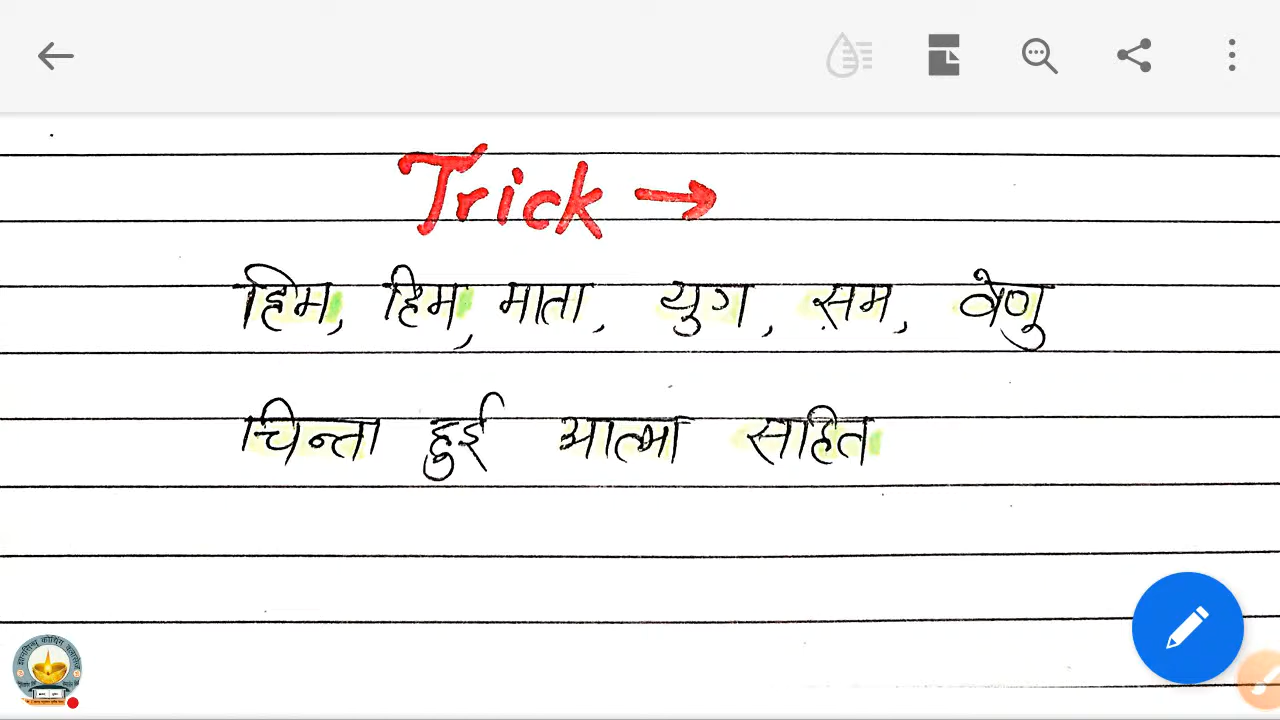 Trick →
हिम, हिम, माता, युग, सम, वेणु
चिन्ता हुई आत्मा सहित